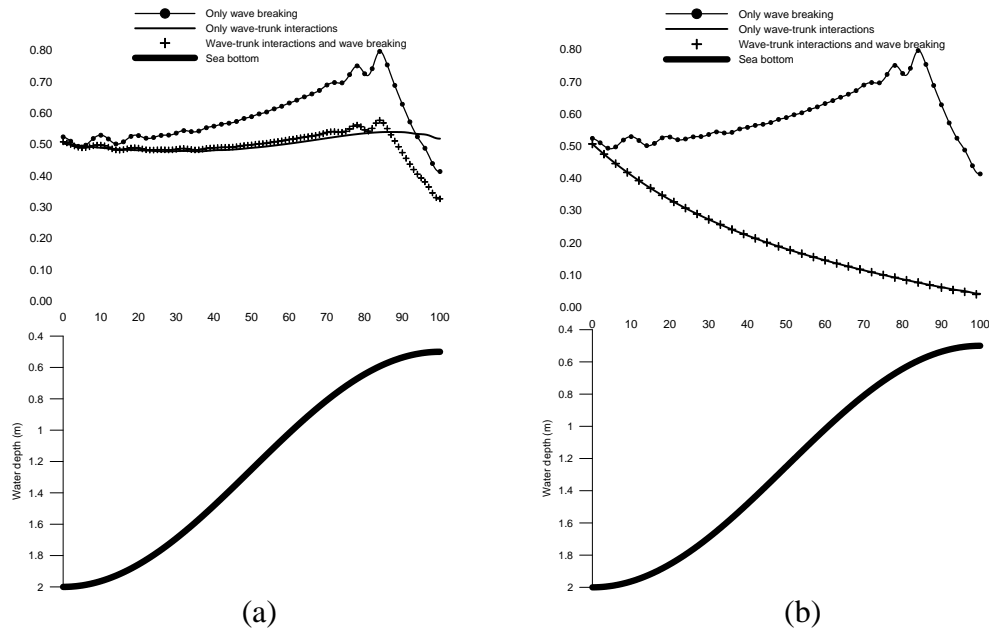 Only wave breaking
Only wave-trunk interactions
Wave-trunk interactions and wave breaking
Sea bottom
0.80
0.70
0.60
0.50
0.40
0.30
0.20
0.10
0.00
0 10 20 30 40 50 60 70 80 90 100
0.4
0.6
0.8
1
1.2
1.4
1.6
1.8
2
Water depth (m)
(a)
Only wave breaking
Only wave-trunk interactions
Wave-trunk interactions and wave breaking
Sea bottom
0.80
0.70
0.60
0.50
0.40
0.30
0.20
0.10
0.00
0 10 20 30 40 50 60 70 80 90 100
0.4
0.6
0.8
1
1.2
1.4
1.6
1.8
2
Water depth (m)
(b)